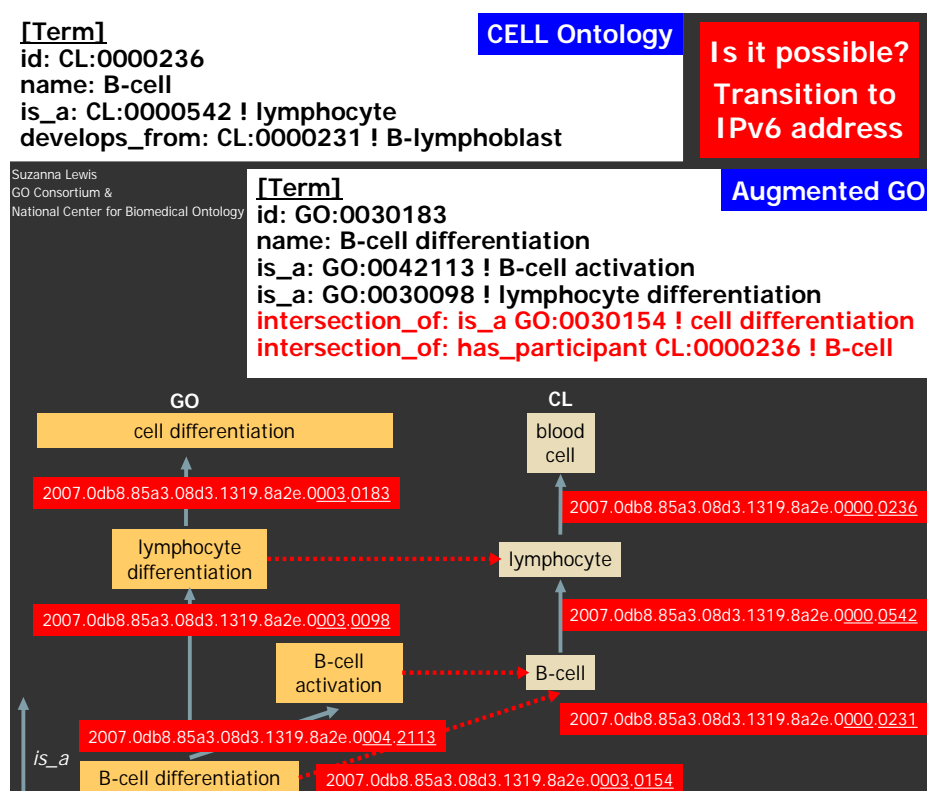 [Term]
id: CL:0000236
name: B-cell
is_a: CL:0000542 ! lymphocyte
develops_from: CL:0000231 ! B-lymphoblast
CELL Ontology
Is it possible?
Transition to
IPv6 address
Suzanna Lewis
GO Consortium &
National Center for Biomedical Ontology
[Term]
id: GO:0030183
name: B-cell differentiation
is_a: GO:0042113 ! B-cell activation
is_a: GO:0030098 ! lymphocyte differentiation
intersection_of: is_a GO:0030154 ! cell differentiation
intersection_of: has_participant CL:0000236 ! B-cell
Augmented GO
GO
CL
cell differentiation
blood
cell
2007.0db8.85a3.08d3.1319.8a2e.0003.0183
2007.0db8.85a3.08d3.1319.8a2e.0000.0236
lymphocyte
differentiation
lymphocyte
2007.0db8.85a3.08d3.1319.8a2e.0003.0098
2007.0db8.85a3.08d3.1319.8a2e.0000.0542
B-cell
activation
B-cell
2007.0db8.85a3.08d3.1319.8a2e.0004.2113
2007.0db8.85a3.08d3.1319.8a2e.0000.0231
is_a
B-cell differentiation
2007.0db8.85a3.08d3.1319.8a2e.0003.0154